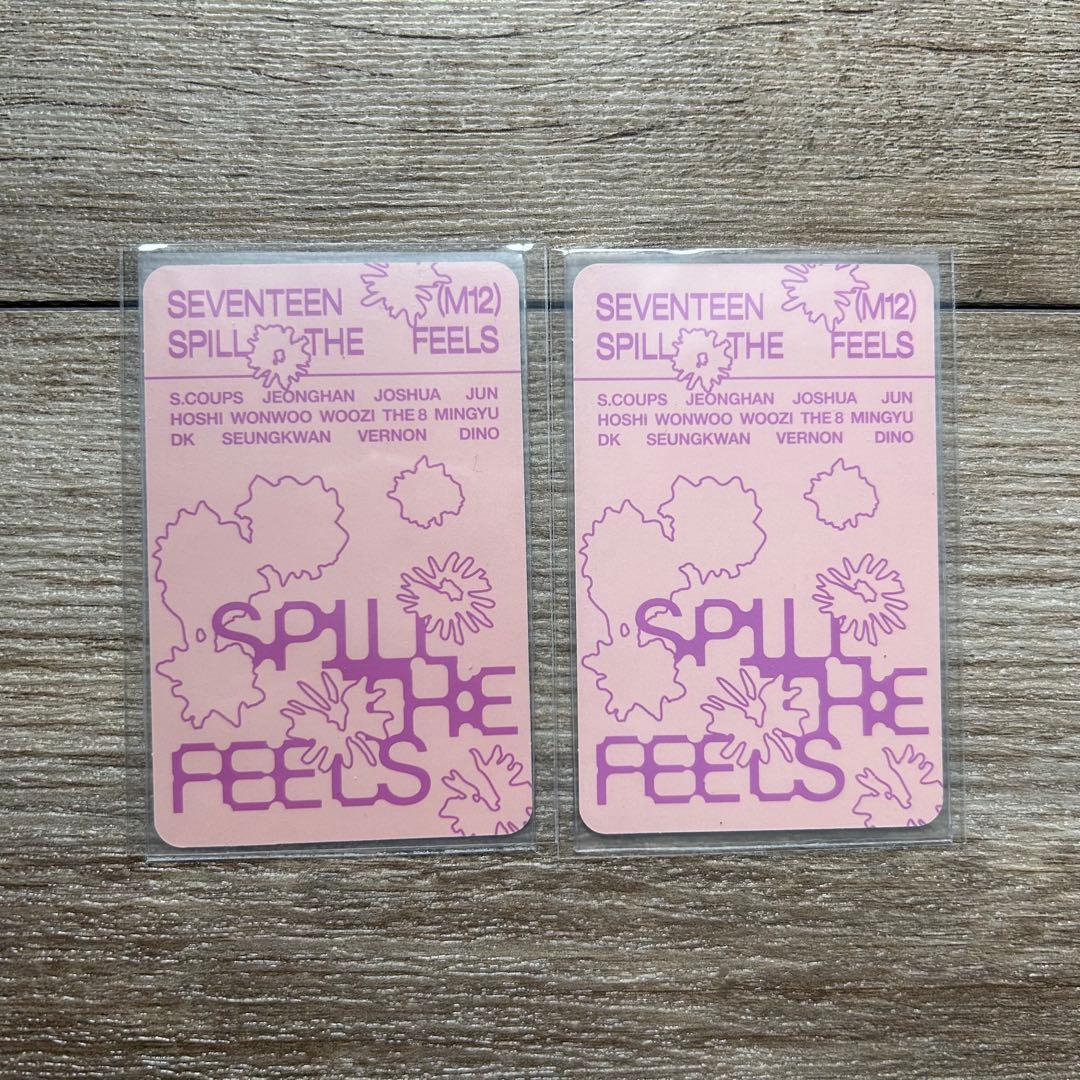 SEVENTEEN (M12)
SPILL THE FEELS
S.COUPS JEONGHAN JOSHUA JUN
HOSHI WONWOO WOOZI THE 8 MINGYU
DK SEUNGKWAN VERNON DINO
SPILL
THE
FEELS
SEVENTEEN (M12)
SPILL THE FEELS
S.COUPS JEONGHAN JOSHUA JUN
HOSHI WONWOO WOOZI THE 8 MINGYU
DK SEUNGKWAN VERNON DINO
SPILL
THE
FEELS